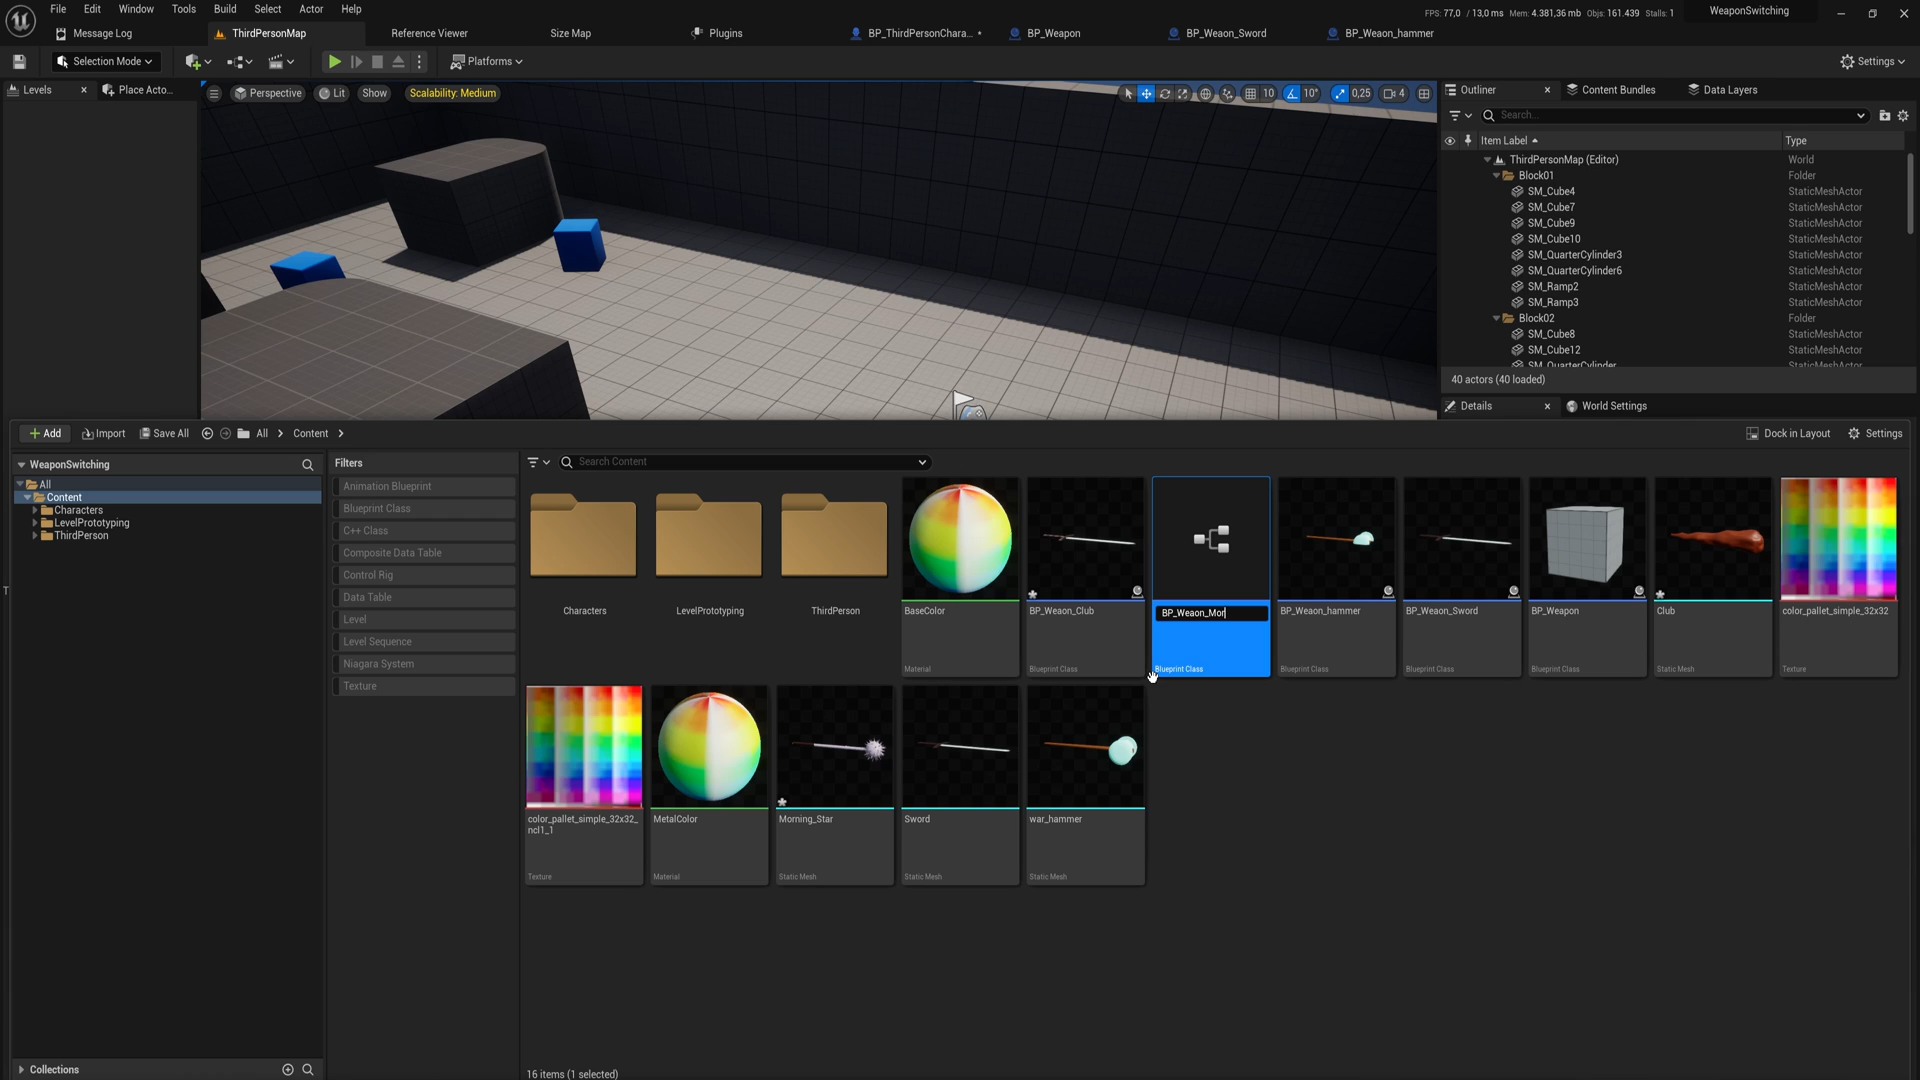 File Edit Window Tools Build Select Actor Help
FPS: 77,0 / 13,0 ms Mem: 4.381,36 mb Objs: 161.439 Stalls: 1
WeaponSwitching
Message Log
ThirdPersonMap
Reference Viewer
Size Map
Plugins
BP_ThirdPersonChara...
BP_Weapon
BP_Weaon_Sword
BP_Weaon_hammer
Selection Mode
Platforms
Settings
Levels
Place Acto...
Perspective
Lit
Show
Scalability: Medium
10
10°
0,25
4
Outliner
Content Bundles
Data Layers
Search...
Item Label Type
ThirdPersonMap (Editor) World
Block01 Folder
SM_Cube4 StaticMeshActor
SM_Cube7 StaticMeshActor
SM_Cube9 StaticMeshActor
SM_Cube10 StaticMeshActor
SM_QuarterCylinder3 StaticMeshActor
SM_QuarterCylinder6 StaticMeshActor
SM_Ramp2 StaticMeshActor
SM_Ramp3 StaticMeshActor
Block02 Folder
SM_Cube8 StaticMeshActor
SM_Cube12 StaticMeshActor
SM_QuarterCylinder StaticMeshActor
40 actors (40 loaded)
Details
World Settings
Add
Import
Save All
All
Content
Dock in Layout
Settings
WeaponSwitching
All
Content
Characters
LevelPrototyping
ThirdPerson
Collections
Filters
Animation Blueprint
Blueprint Class
C++ Class
Composite Data Table
Control Rig
Data Table
Level
Level Sequence
Niagara System
Texture
Search Content
Characters
LevelPrototyping
ThirdPerson
BaseColor
Material
BP_Weaon_Club
Blueprint Class
BP_Weaon_Mor
Blueprint Class
BP_Weaon_hammer
Blueprint Class
BP_Weaon_Sword
Blueprint Class
BP_Weapon
Blueprint Class
Club
Static Mesh
color_pallet_simple_32x32
Texture
color_pallet_simple_32x32_
ncl1_1
Texture
MetalColor
Material
Morning_Star
Static Mesh
Sword
Static Mesh
war_hammer
Static Mesh
16 items (1 selected)